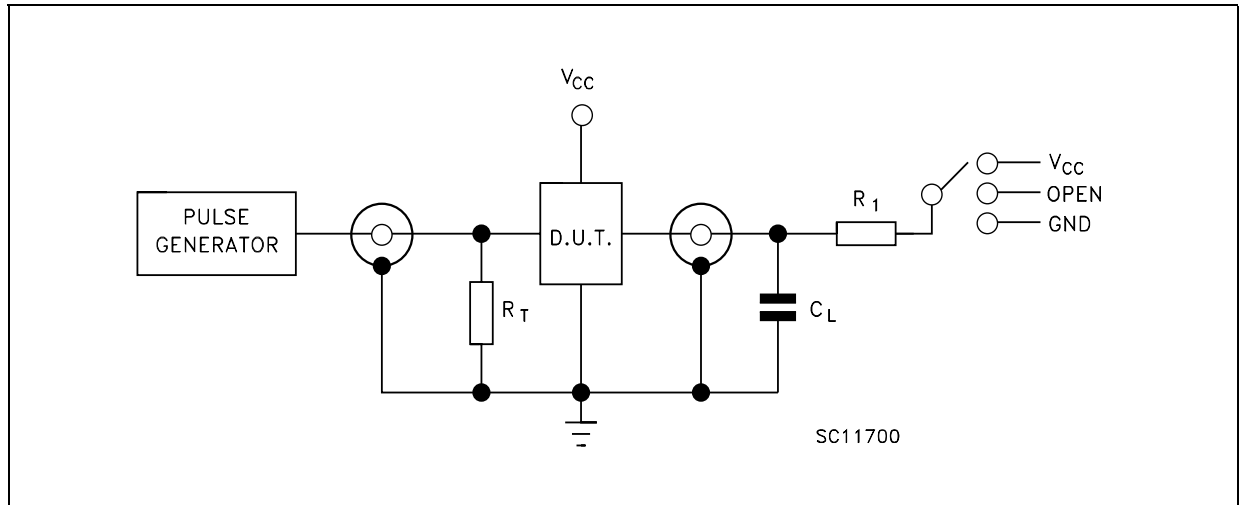 VCC
PULSE
GENERATOR
D.U.T.
RT
CL
R1
VCC
OPEN
GND
SC11700